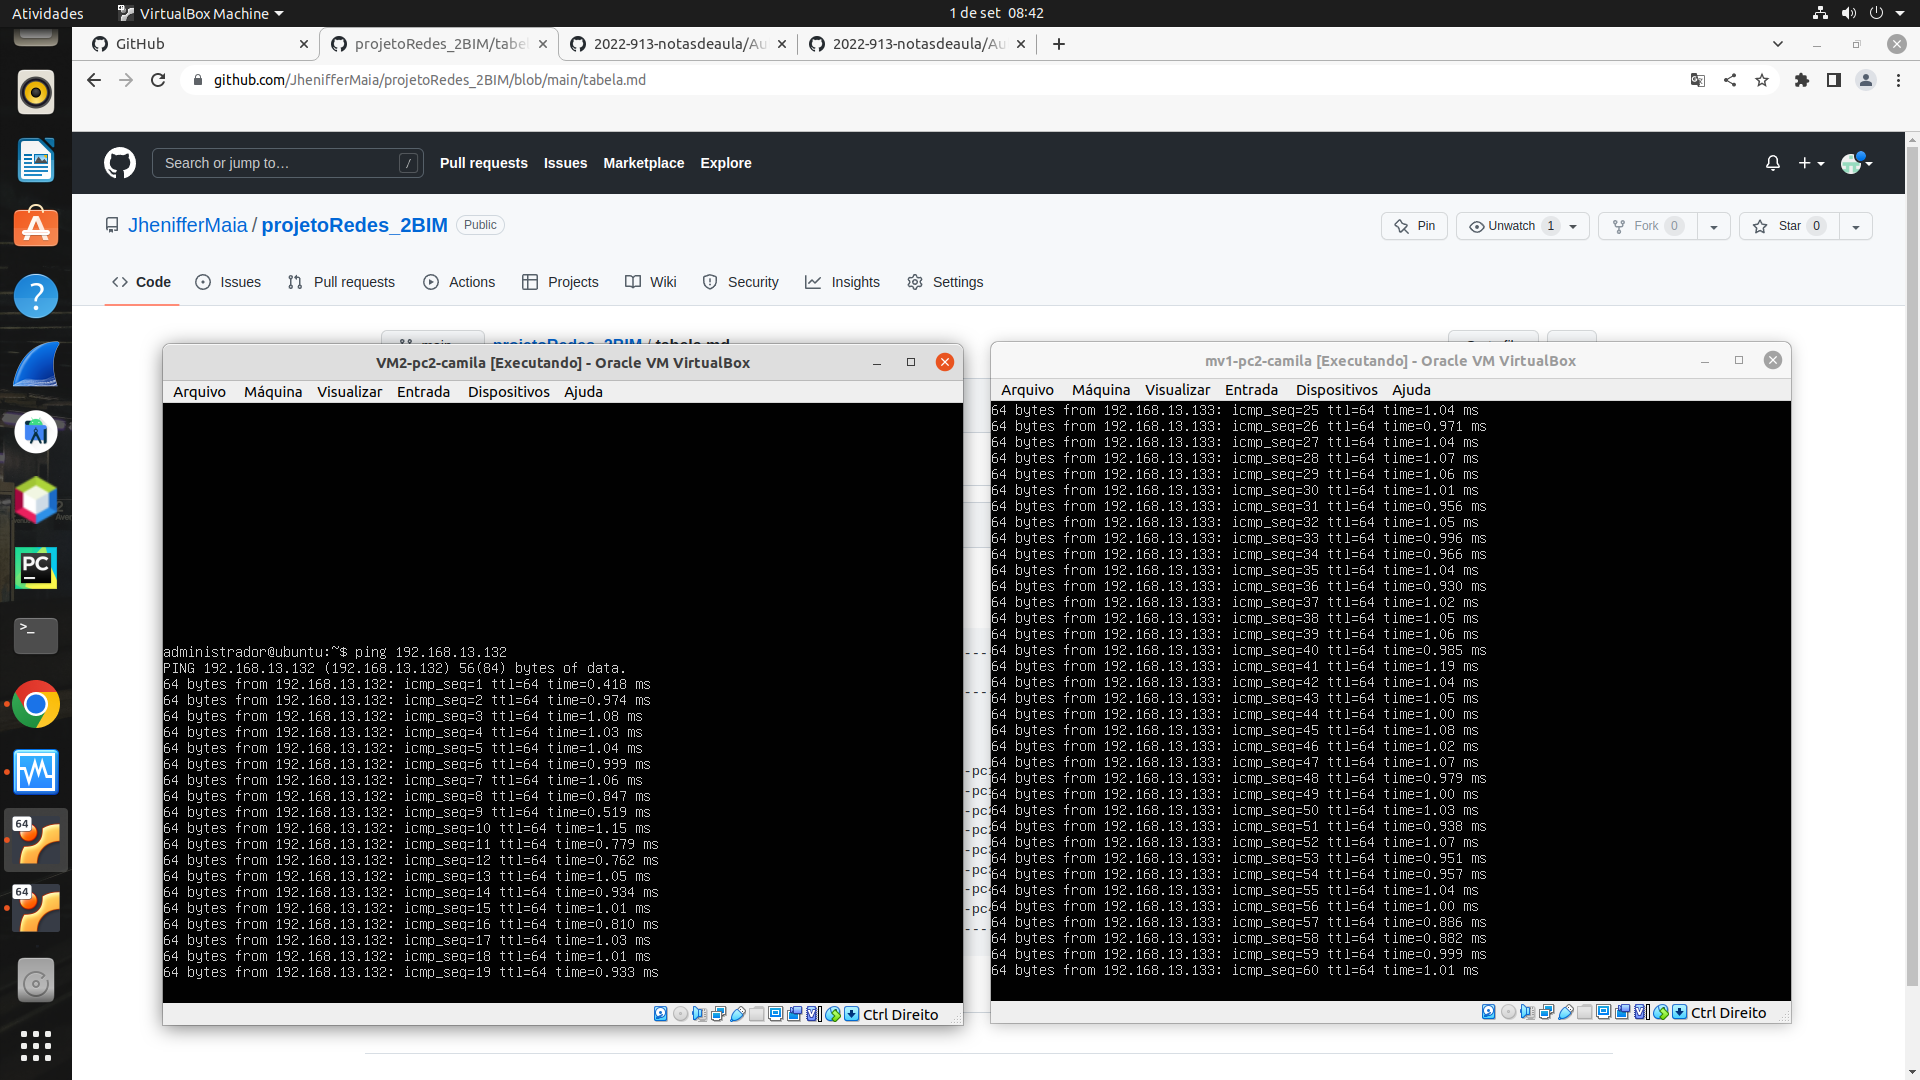 Atividades
VirtualBox Machine
1 de set 08:42
GitHub
projetoRedes_2BIM/tabe
2022-913-notasdeaula/Au
2022-913-notasdeaula/Au
github.com/JhenifferMaia/projetoRedes_2BIM/blob/main/tabela.md
Search or jump to…
/
Pull requests
Issues
Marketplace
Explore
JhenifferMaia / projetoRedes_2BIM
Public
Pin
Unwatch 1
Fork 0
Star 0
Code
Issues
Pull requests
Actions
Projects
Wiki
Security
Insights
Settings
VM2-pc2-camila [Executando] - Oracle VM VirtualBox
Arquivo Máquina Visualizar Entrada Dispositivos Ajuda
administrador@ubuntu:~$ ping 192.168.13.132
PING 192.168.13.132 (192.168.13.132) 56(84) bytes of data.
64 bytes from 192.168.13.132: icmp_seq=1 ttl=64 time=0.418 ms
64 bytes from 192.168.13.132: icmp_seq=2 ttl=64 time=0.974 ms
64 bytes from 192.168.13.132: icmp_seq=3 ttl=64 time=1.08 ms
64 bytes from 192.168.13.132: icmp_seq=4 ttl=64 time=1.03 ms
64 bytes from 192.168.13.132: icmp_seq=5 ttl=64 time=1.04 ms
64 bytes from 192.168.13.132: icmp_seq=6 ttl=64 time=0.999 ms
64 bytes from 192.168.13.132: icmp_seq=7 ttl=64 time=1.06 ms
64 bytes from 192.168.13.132: icmp_seq=8 ttl=64 time=0.847 ms
64 bytes from 192.168.13.132: icmp_seq=9 ttl=64 time=0.519 ms
64 bytes from 192.168.13.132: icmp_seq=10 ttl=64 time=1.15 ms
64 bytes from 192.168.13.132: icmp_seq=11 ttl=64 time=0.779 ms
64 bytes from 192.168.13.132: icmp_seq=12 ttl=64 time=0.762 ms
64 bytes from 192.168.13.132: icmp_seq=13 ttl=64 time=1.05 ms
64 bytes from 192.168.13.132: icmp_seq=14 ttl=64 time=0.934 ms
64 bytes from 192.168.13.132: icmp_seq=15 ttl=64 time=1.01 ms
64 bytes from 192.168.13.132: icmp_seq=16 ttl=64 time=0.810 ms
64 bytes from 192.168.13.132: icmp_seq=17 ttl=64 time=1.03 ms
64 bytes from 192.168.13.132: icmp_seq=18 ttl=64 time=1.01 ms
64 bytes from 192.168.13.132: icmp_seq=19 ttl=64 time=0.933 ms
Ctrl Direito
mv1-pc2-camila [Executando] - Oracle VM VirtualBox
Arquivo Máquina Visualizar Entrada Dispositivos Ajuda
64 bytes from 192.168.13.133: icmp_seq=25 ttl=64 time=1.04 ms
64 bytes from 192.168.13.133: icmp_seq=26 ttl=64 time=0.971 ms
64 bytes from 192.168.13.133: icmp_seq=27 ttl=64 time=1.04 ms
64 bytes from 192.168.13.133: icmp_seq=28 ttl=64 time=1.07 ms
64 bytes from 192.168.13.133: icmp_seq=29 ttl=64 time=1.06 ms
64 bytes from 192.168.13.133: icmp_seq=30 ttl=64 time=1.01 ms
64 bytes from 192.168.13.133: icmp_seq=31 ttl=64 time=0.956 ms
64 bytes from 192.168.13.133: icmp_seq=32 ttl=64 time=1.05 ms
64 bytes from 192.168.13.133: icmp_seq=33 ttl=64 time=0.996 ms
64 bytes from 192.168.13.133: icmp_seq=34 ttl=64 time=0.966 ms
64 bytes from 192.168.13.133: icmp_seq=35 ttl=64 time=1.04 ms
64 bytes from 192.168.13.133: icmp_seq=36 ttl=64 time=0.930 ms
64 bytes from 192.168.13.133: icmp_seq=37 ttl=64 time=1.02 ms
64 bytes from 192.168.13.133: icmp_seq=38 ttl=64 time=1.05 ms
64 bytes from 192.168.13.133: icmp_seq=39 ttl=64 time=1.06 ms
64 bytes from 192.168.13.133: icmp_seq=40 ttl=64 time=0.985 ms
64 bytes from 192.168.13.133: icmp_seq=41 ttl=64 time=1.19 ms
64 bytes from 192.168.13.133: icmp_seq=42 ttl=64 time=1.04 ms
64 bytes from 192.168.13.133: icmp_seq=43 ttl=64 time=1.05 ms
64 bytes from 192.168.13.133: icmp_seq=44 ttl=64 time=1.00 ms
64 bytes from 192.168.13.133: icmp_seq=45 ttl=64 time=1.08 ms
64 bytes from 192.168.13.133: icmp_seq=46 ttl=64 time=1.02 ms
64 bytes from 192.168.13.133: icmp_seq=47 ttl=64 time=1.07 ms
64 bytes from 192.168.13.133: icmp_seq=48 ttl=64 time=0.979 ms
64 bytes from 192.168.13.133: icmp_seq=49 ttl=64 time=1.00 ms
64 bytes from 192.168.13.133: icmp_seq=50 ttl=64 time=1.03 ms
64 bytes from 192.168.13.133: icmp_seq=51 ttl=64 time=0.938 ms
64 bytes from 192.168.13.133: icmp_seq=52 ttl=64 time=1.07 ms
64 bytes from 192.168.13.133: icmp_seq=53 ttl=64 time=0.951 ms
64 bytes from 192.168.13.133: icmp_seq=54 ttl=64 time=0.957 ms
64 bytes from 192.168.13.133: icmp_seq=55 ttl=64 time=1.04 ms
64 bytes from 192.168.13.133: icmp_seq=56 ttl=64 time=1.00 ms
64 bytes from 192.168.13.133: icmp_seq=57 ttl=64 time=0.886 ms
64 bytes from 192.168.13.133: icmp_seq=58 ttl=64 time=0.882 ms
64 bytes from 192.168.13.133: icmp_seq=59 ttl=64 time=0.999 ms
64 bytes from 192.168.13.133: icmp_seq=60 ttl=64 time=1.01 ms
Ctrl Direito
PC
64
64